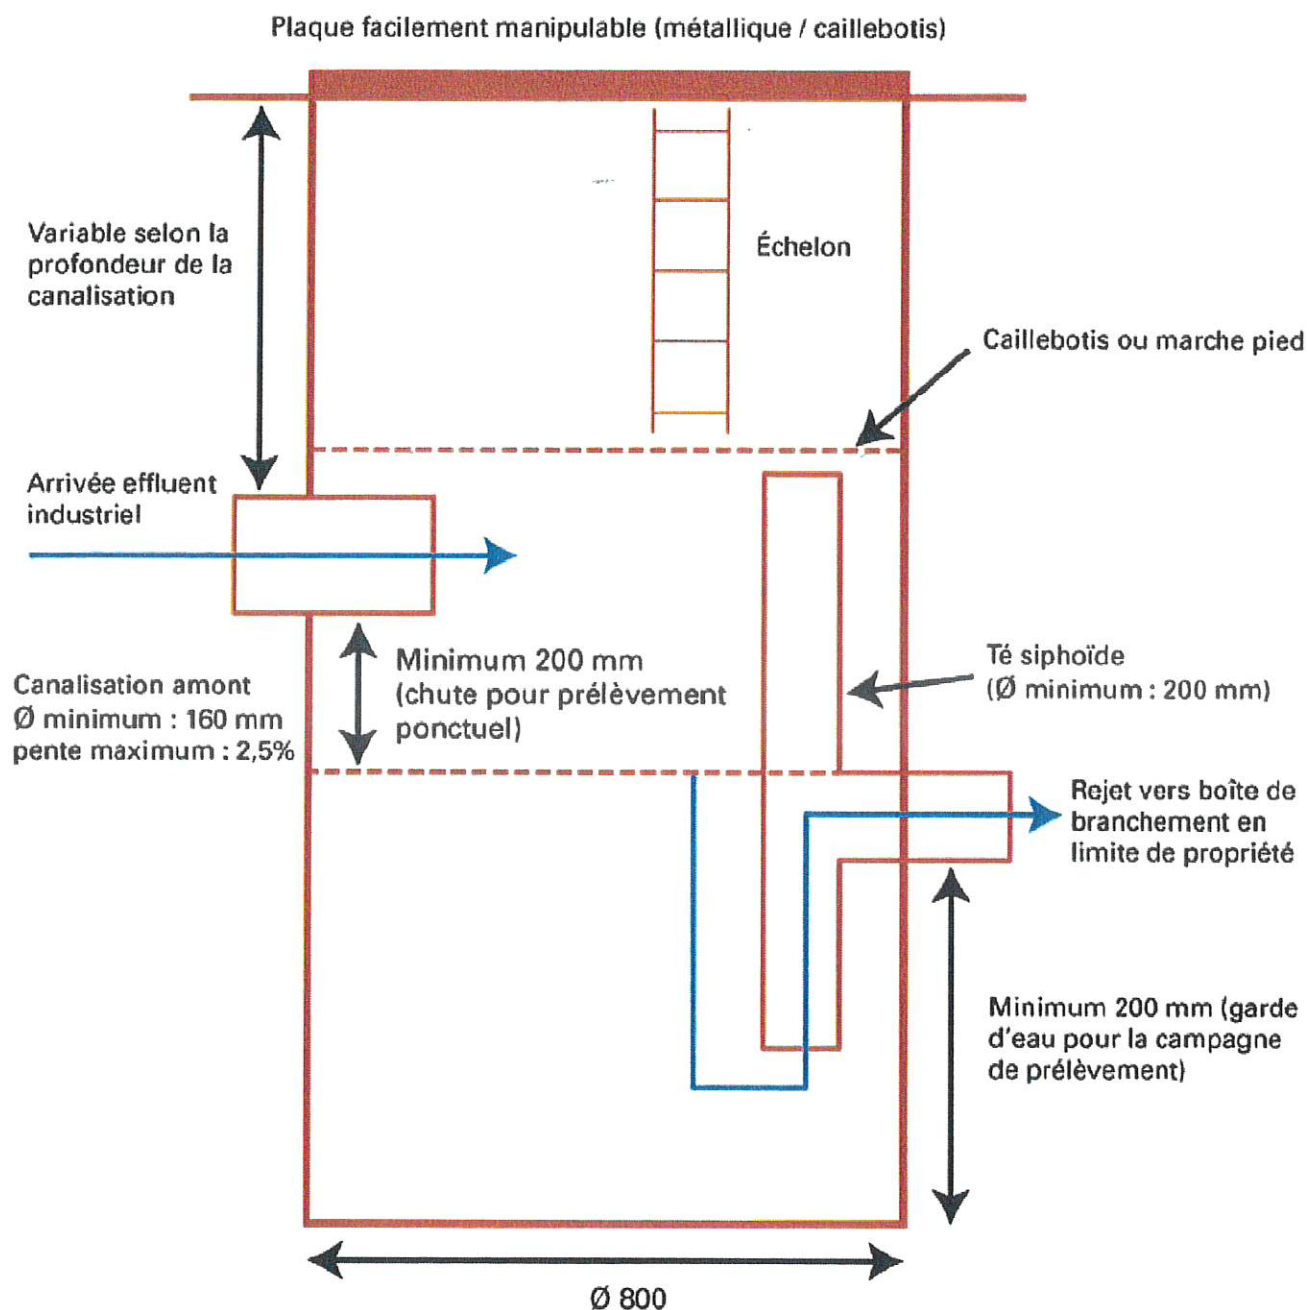 Plaque facilement manipulable (métallique / caillebotis)
Variable selon la
profondeur de la
canalisation
Échelon
Caillebotis ou marche pied
Arrivée effluent
industriel
Minimum 200 mm
(chute pour prélèvement
ponctuel)
Té siphoïde
(Ø minimum : 200 mm)
Canalisation amont
Ø minimum : 160 mm
pente maximum : 2,5%
Rejet vers boîte de
branchement en
limite de propriété
Minimum 200 mm (garde
d'eau pour la campagne
de prélèvement)
Ø 800